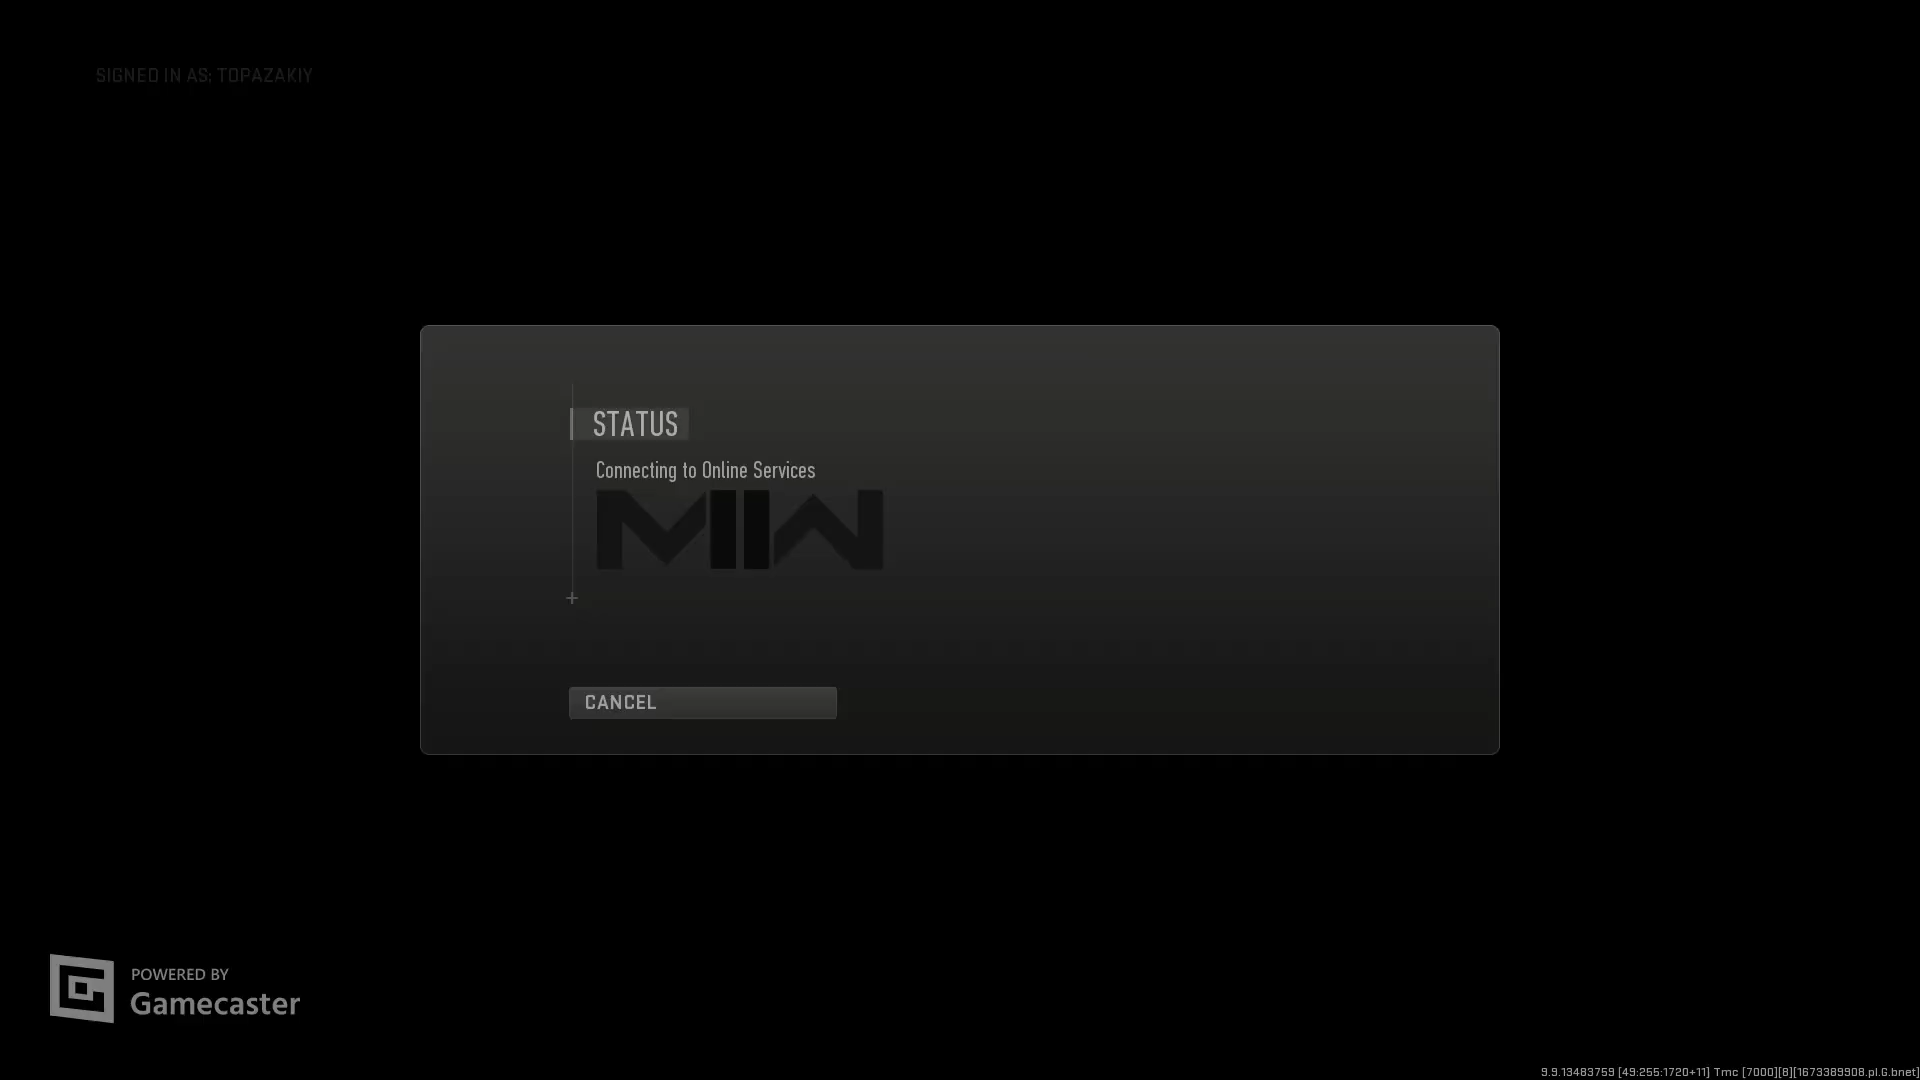 SIGNED IN AS: TOPAZAKIY
STATUS
Connecting to Online Services
MIIW
CANCEL
POWERED BY
Gamecaster
9.9.13483759 [49:255:1720+11] Tmc [7000][8][1673389908.pl.G.bnet]